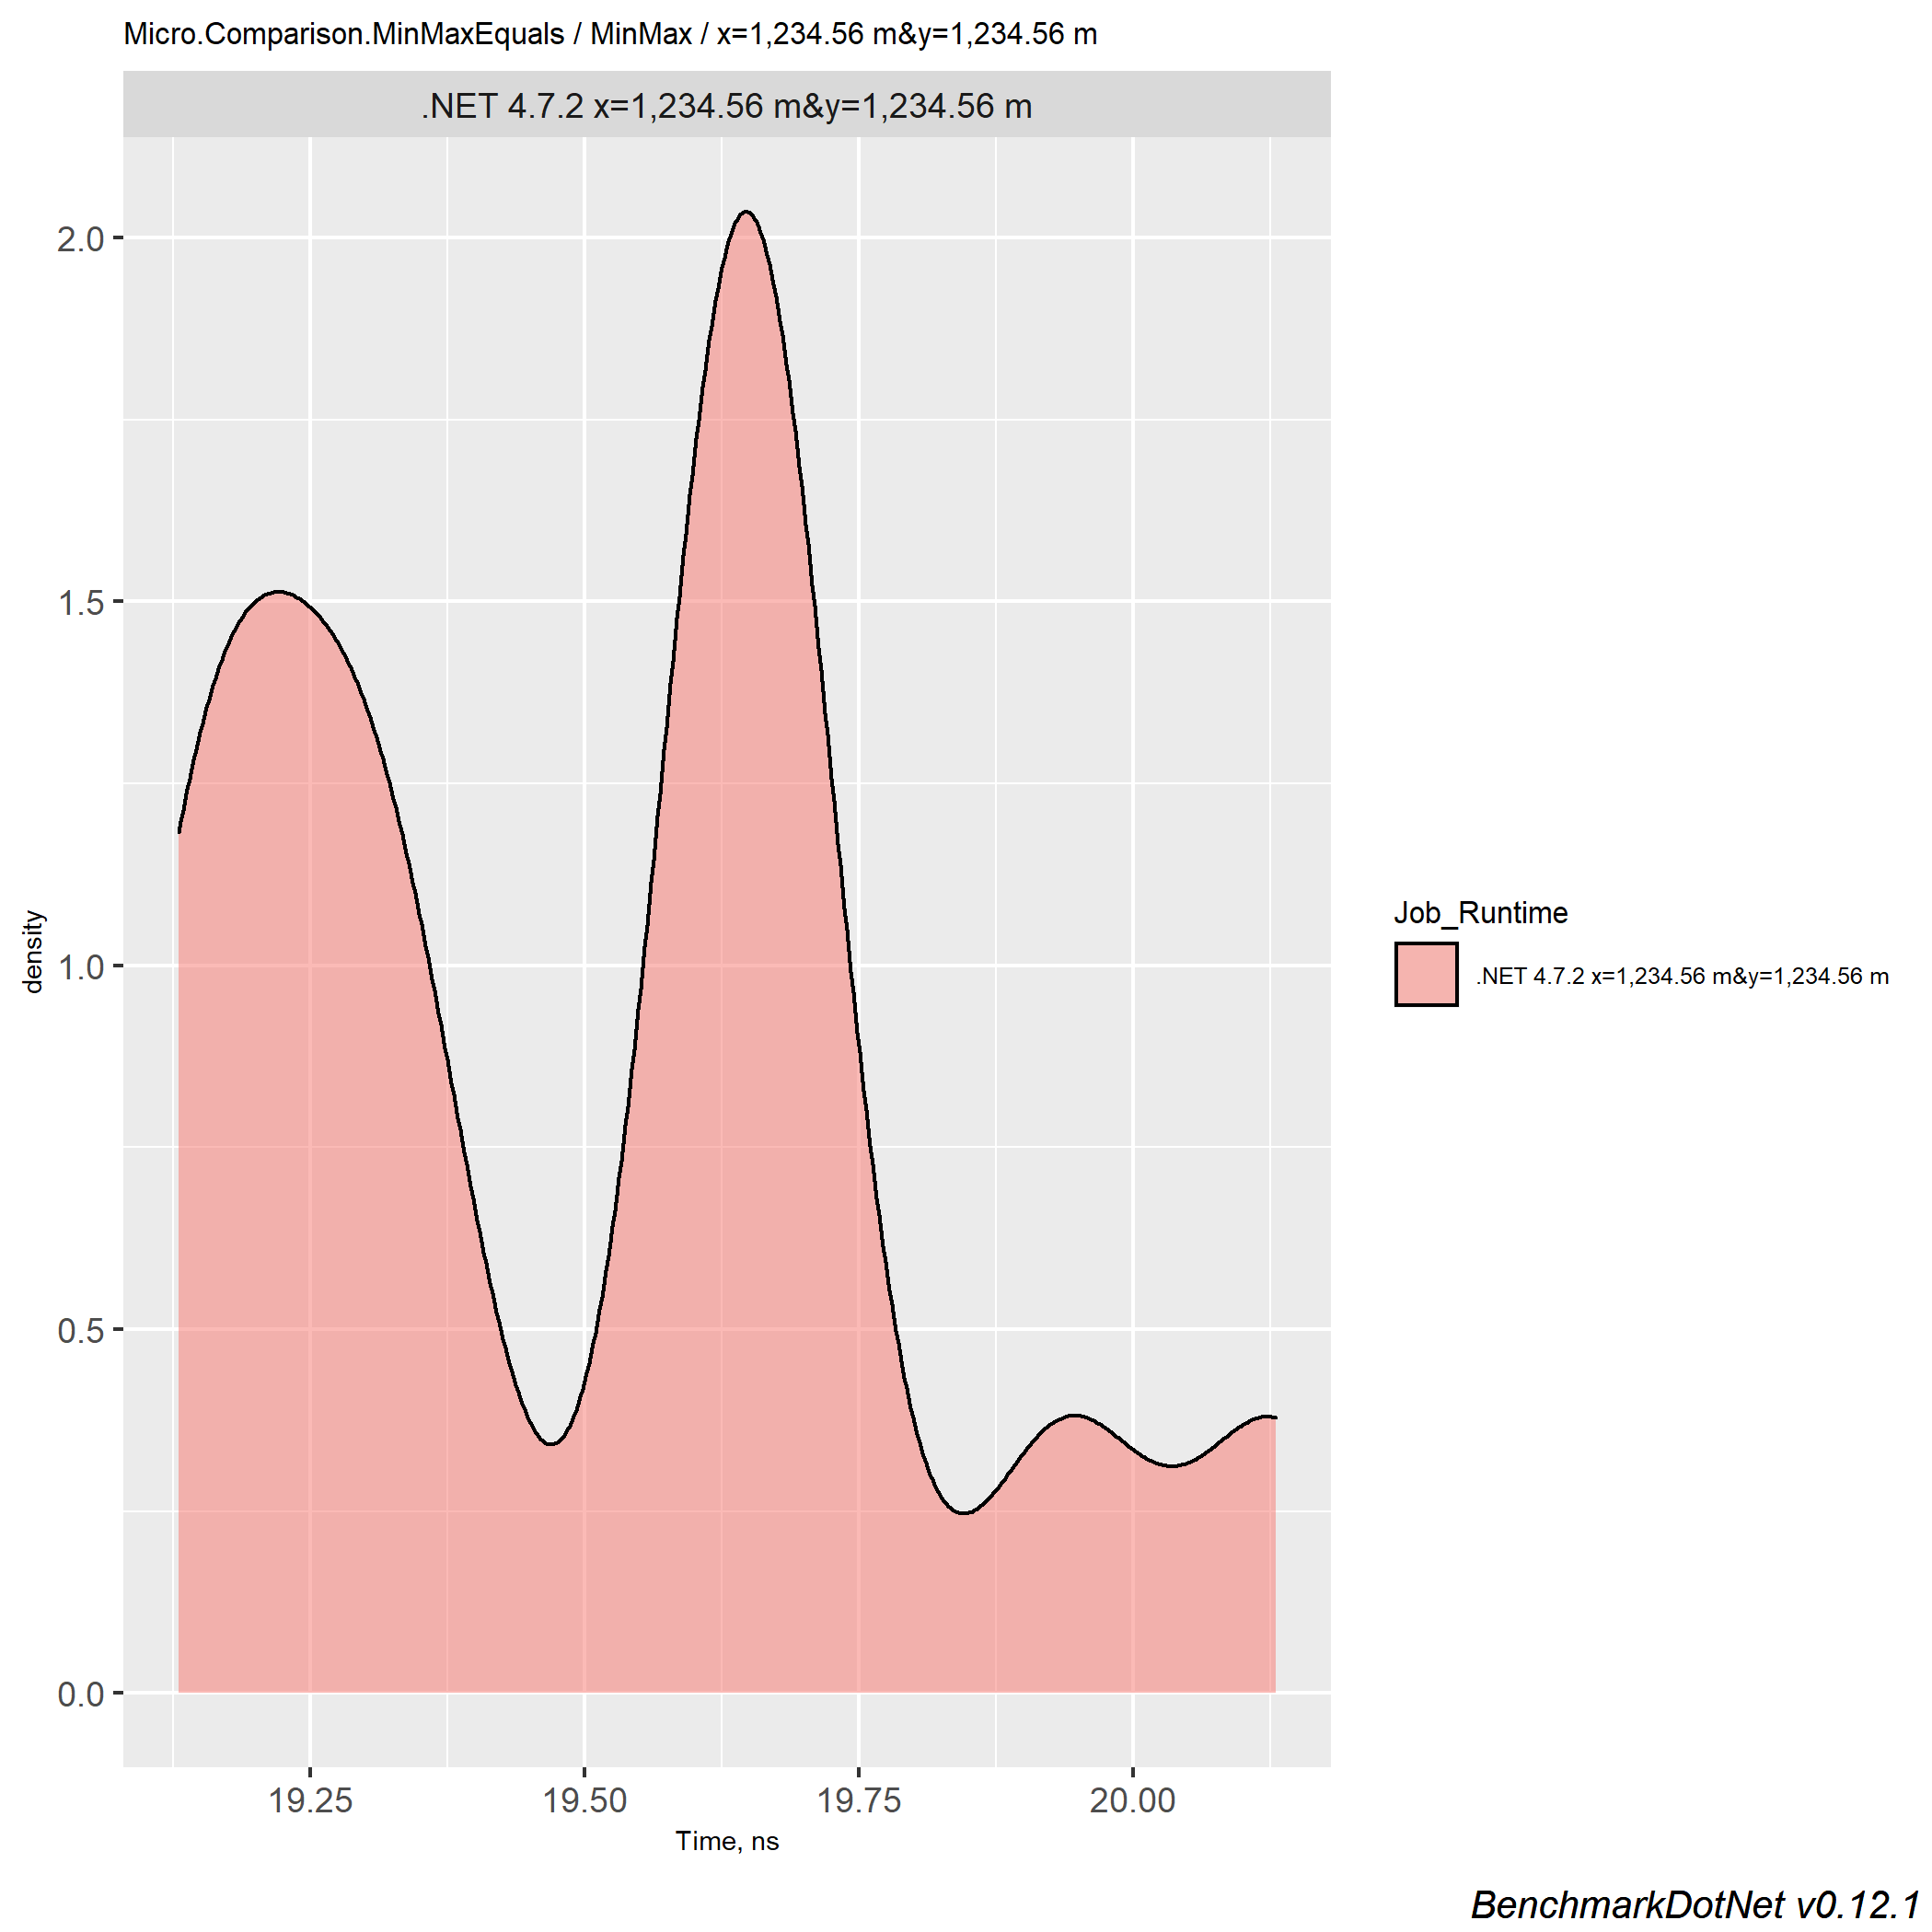 Micro.Comparison.MinMaxEquals / MinMax / x=1,234.56 m&y=1,234.56 m
.NET 4.7.2 x=1,234.56 m&y=1,234.56 m
2.0
1.5
1.0
0.5
0.0
density
19.25 19.50 19.75 20.00
Time, ns
Job_Runtime
.NET 4.7.2 x=1,234.56 m&y=1,234.56 m
BenchmarkDotNet v0.12.1